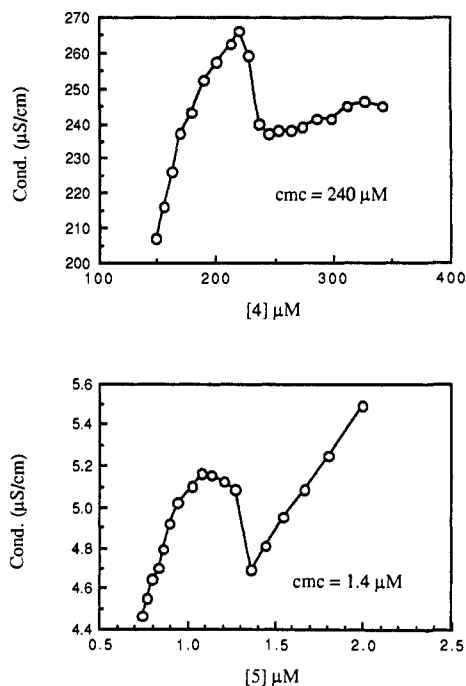 270
260
250
240
230
220
210
200
Cond. (µS/cm)
cmc = 240 µM
100 200 300 400
[4] µM
5.6
5.4
5.2
5.0
4.8
4.6
4.4
Cond. (µS/cm)
cmc = 1.4 µM
0.5 1.0 1.5 2.0 2.5
[5] µM